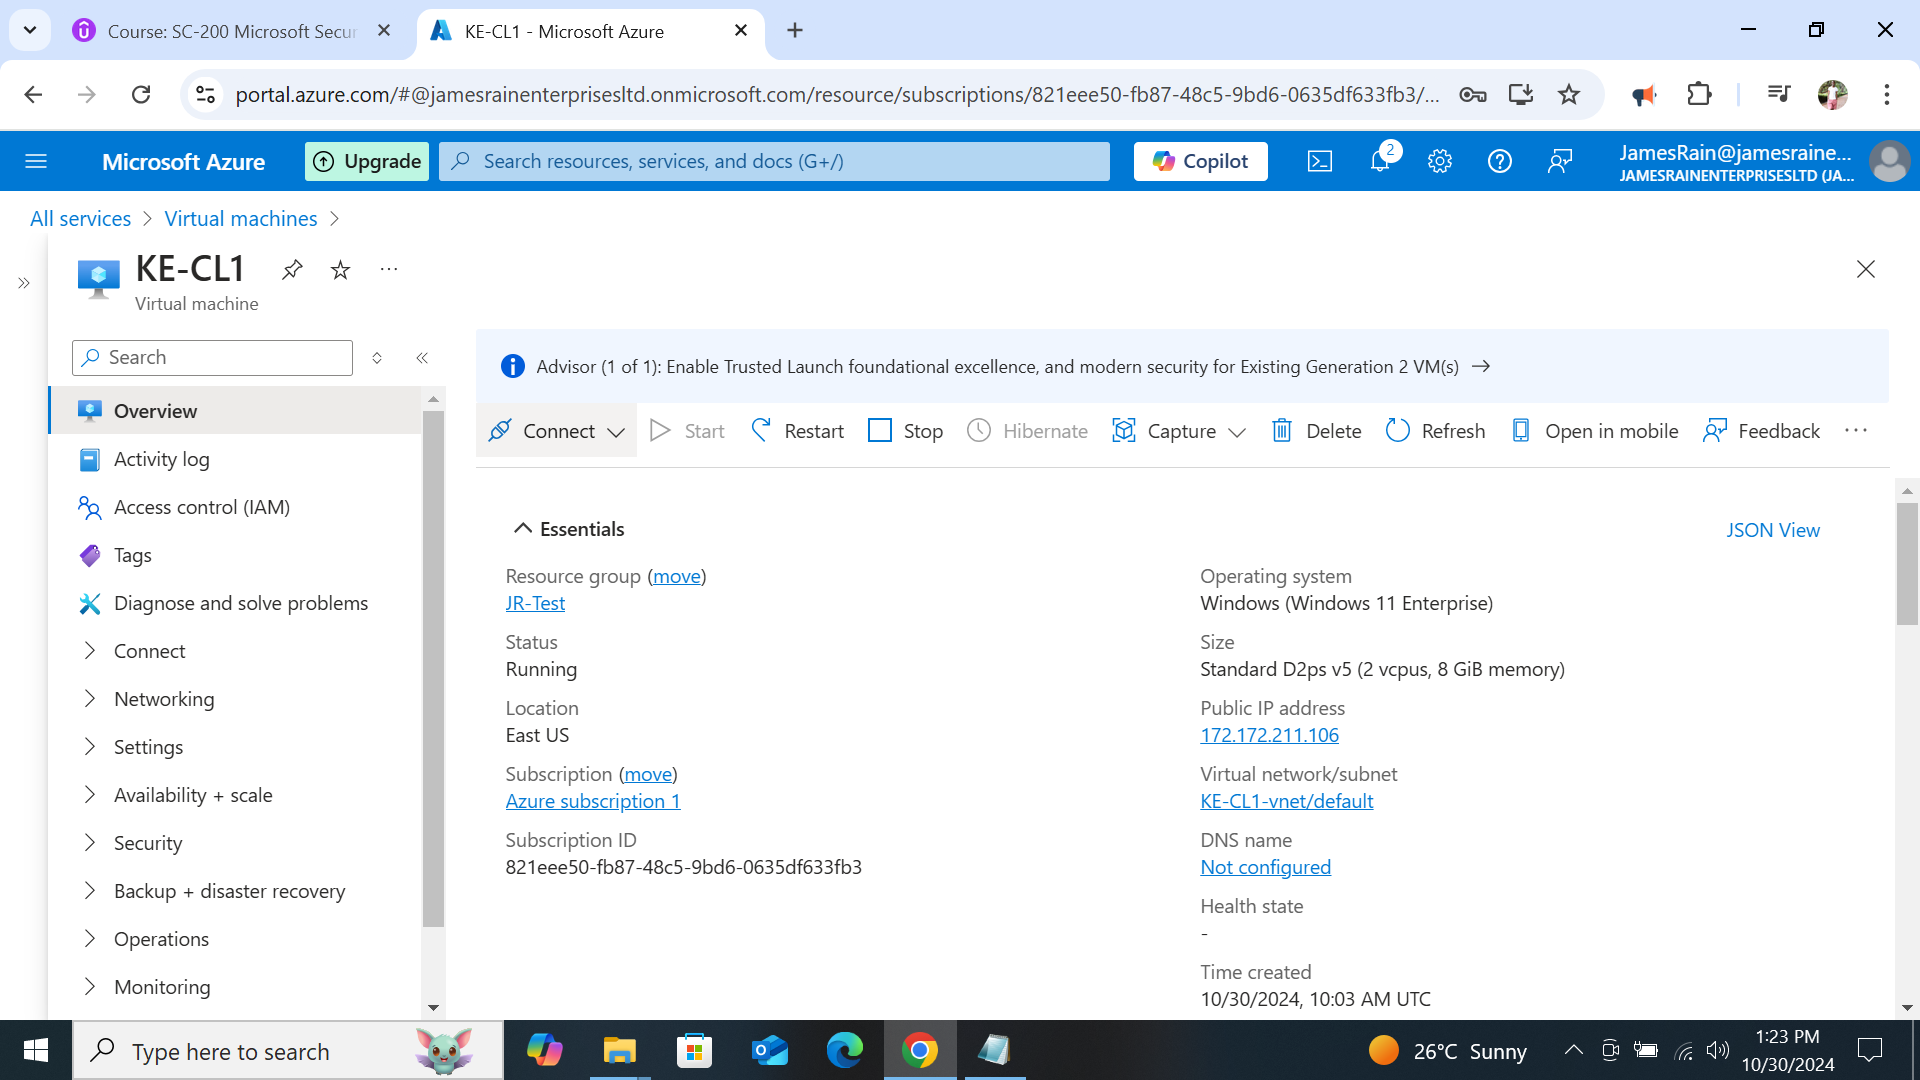 Course: SC-200 Microsoft Secur
KE-CL1 - Microsoft Azure
portal.azure.com/#@jamesrainenterprisesltd.onmicrosoft.com/resource/subscriptions/821eee50-fb87-48c5-9bd6-0635df633fb3/...
Microsoft Azure
Upgrade
Search resources, services, and docs (G+/)
Copilot
2
JamesRain@jamesraine...
JAMESRAINENTERPRISESLTD (JA...
All services > Virtual machines >
KE-CL1
Virtual machine
Search
Advisor (1 of 1): Enable Trusted Launch foundational excellence, and modern security for Existing Generation 2 VM(s) →
Connect Start Restart Stop Hibernate Capture Delete Refresh Open in mobile Feedback
Overview
Activity log
Access control (IAM)
Tags
Diagnose and solve problems
Connect
Networking
Settings
Availability + scale
Security
Backup + disaster recovery
Operations
Monitoring
Essentials
JSON View
Resource group (move)
JR-Test
Status
Running
Location
East US
Subscription (move)
Azure subscription 1
Subscription ID
821eee50-fb87-48c5-9bd6-0635df633fb3
Operating system
Windows (Windows 11 Enterprise)
Size
Standard D2ps v5 (2 vcpus, 8 GiB memory)
Public IP address
172.172.211.106
Virtual network/subnet
KE-CL1-vnet/default
DNS name
Not configured
Health state
-
Time created
10/30/2024, 10:03 AM UTC
Type here to search
26°C Sunny
1:23 PM
10/30/2024